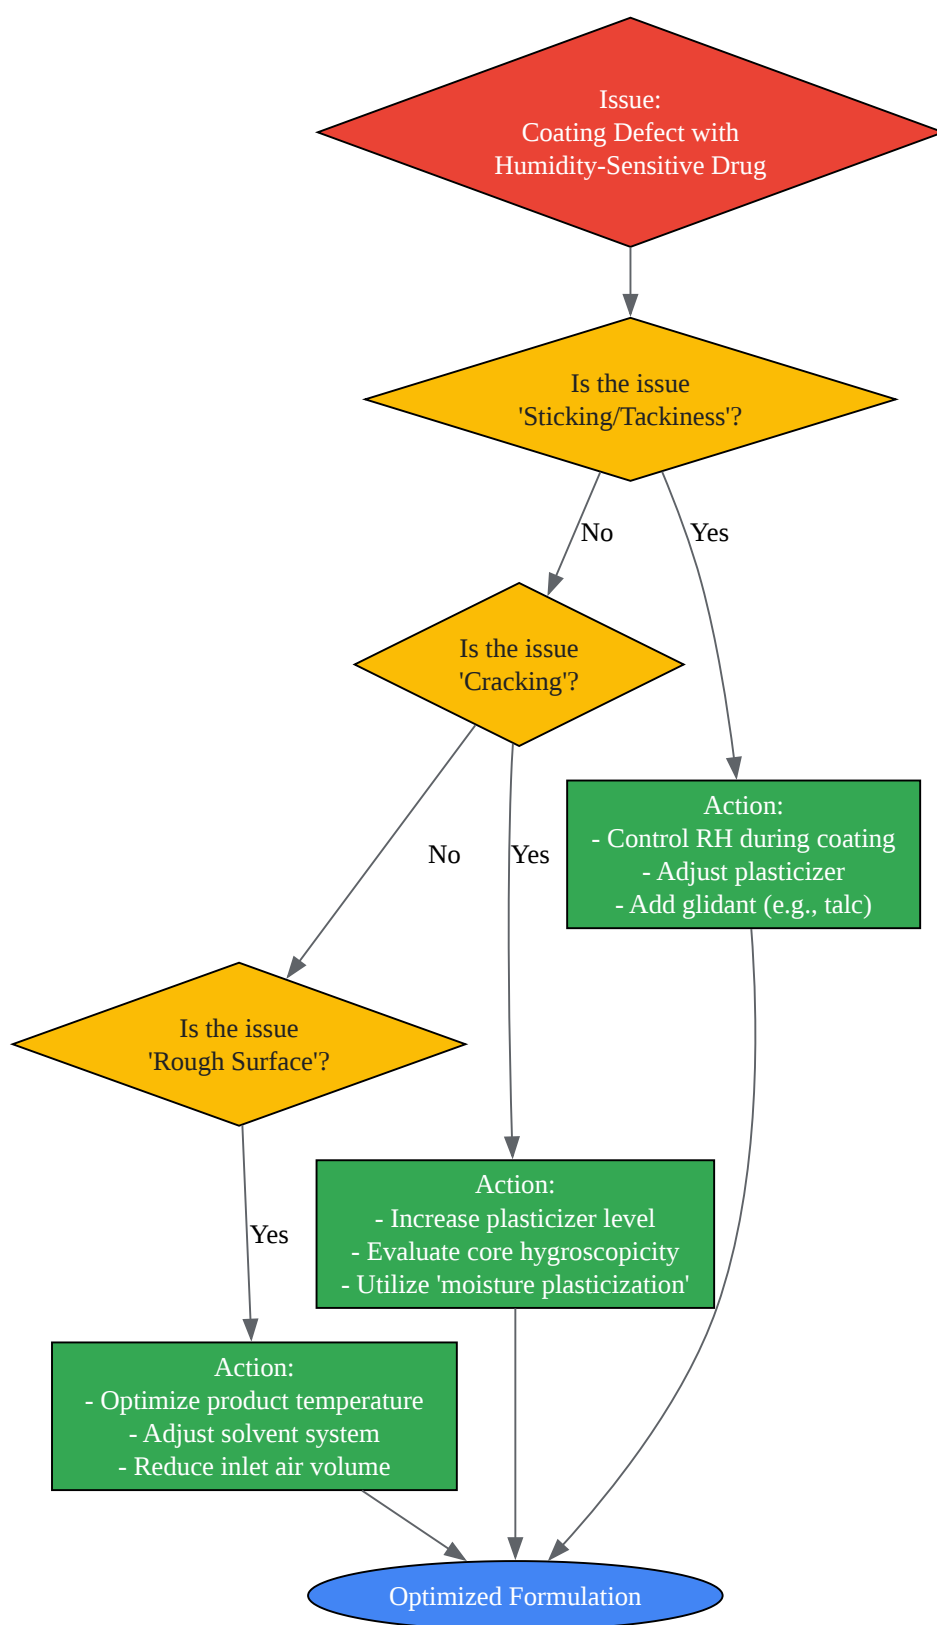 Issue:
Coating Defect with
Humidity-Sensitive Drug
Is the issue
'Sticking/Tackiness'?
No
Yes
Is the issue
'Cracking'?
Action:
- Control RH during coating
- Adjust plasticizer
- Add glidant (e.g., talc)
No
Yes
Is the issue
'Rough Surface'?
Action:
- Increase plasticizer level
- Evaluate core hygroscopicity
- Utilize 'moisture plasticization'
Yes
Action:
- Optimize product temperature
- Adjust solvent system
- Reduce inlet air volume
Optimized Formulation